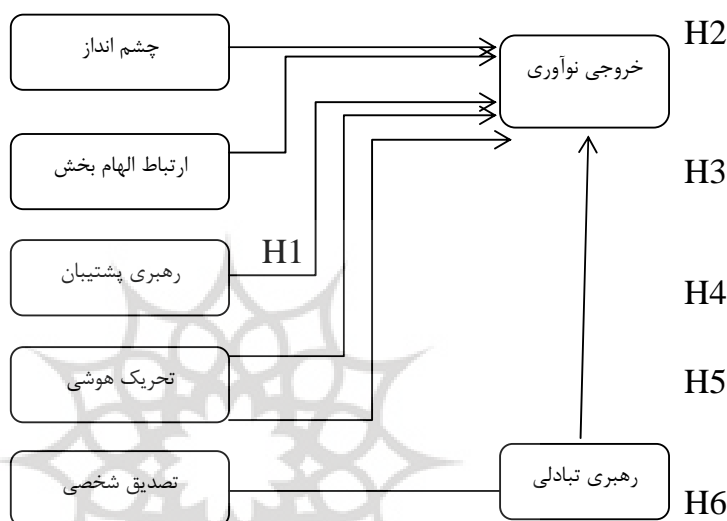 چشم انداز
خروجی نوآوری
H2
ارتباط الهام بخش
H3
رهبری پشتیبان
H1
H4
تحریک هوشی
H5
تصدیق شخصی
رهبری تبادلی
H6